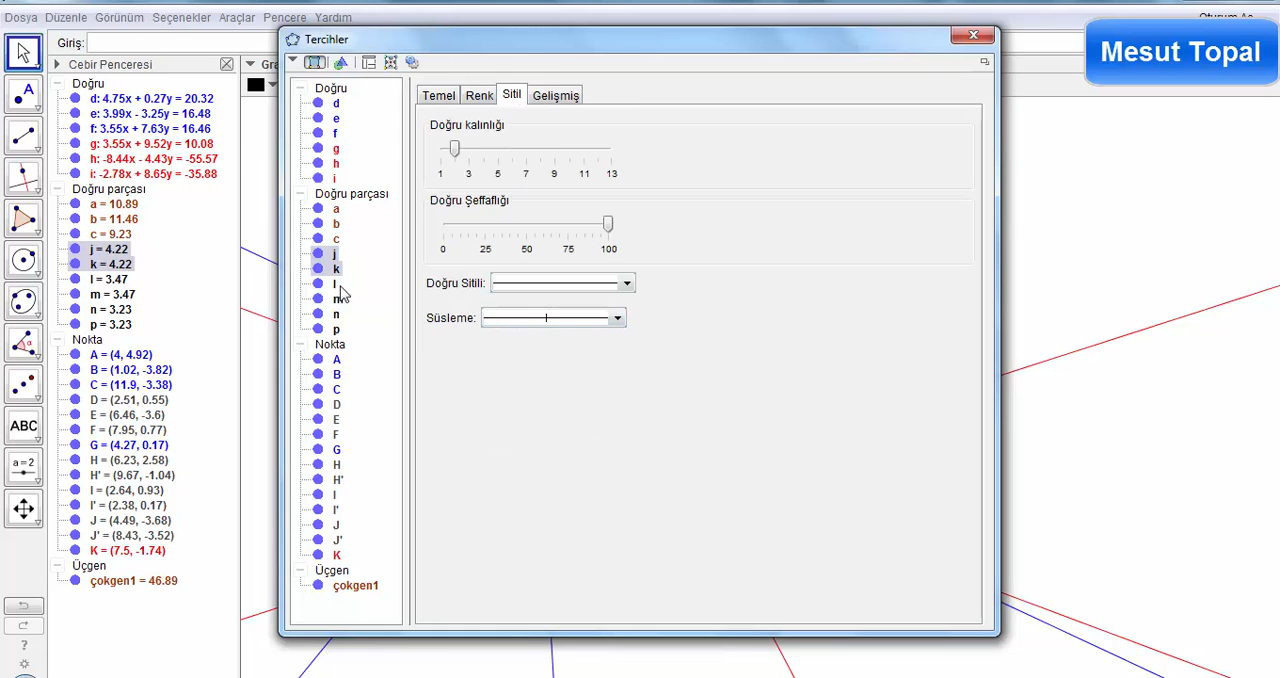 Dosya Düzenle Görünüm Seçenekler Araçlar Pencere Yardım
Mesut Topal
Giriş:
Cebir Penceresi
Doğru
d: 4.75x + 0.27y = 20.32
e: 3.99x - 3.25y = 16.48
f: 3.55x + 7.63y = 16.46
g: 3.55x + 9.52y = 10.08
h: -8.44x - 4.43y = -55.57
i: -2.78x + 8.65y = -35.88
Doğru parçası
a = 10.89
b = 11.46
c = 9.23
j = 4.22
k = 4.22
l = 3.47
m = 3.47
n = 3.23
p = 3.23
Nokta
A = (4, 4.92)
B = (1.02, -3.82)
C = (11.9, -3.38)
D = (2.51, 0.55)
E = (6.46, -3.6)
F = (7.95, 0.77)
G = (4.27, 0.17)
H = (6.23, 2.58)
H' = (9.67, -1.04)
I = (2.64, 0.93)
I' = (2.38, 0.17)
J = (4.49, -3.68)
J' = (8.43, -3.52)
K = (7.5, -1.74)
Üçgen
çokgen1 = 46.89
ABC
a=2
Tercihler
Doğru
d
e
f
g
h
i
Doğru parçası
a
b
c
j
k
l
n
p
Nokta
A
B
C
D
E
F
G
H
H'
I
I'
J
J'
K
Üçgen
çokgen1
Temel Renk Sitil Gelişmiş
Doğru kalınlığı
1 3 5 7 9 11 13
Doğru Şeffaflığı
0 25 50 75 100
Doğru Sitili:
Süsleme: